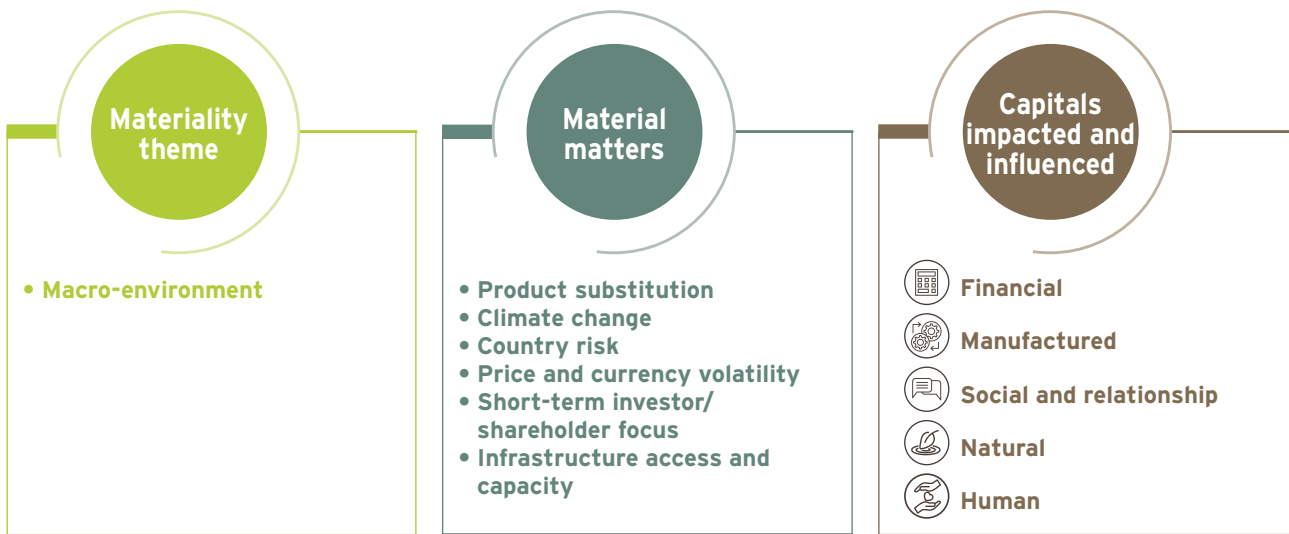 Materiality
theme
• Macro-environment
Material
matters
• Product substitution
• Climate change
• Country risk
• Price and currency volatility
• Short-term investor/
shareholder focus
• Infrastructure access and
capacity
Capitals
impacted and
influenced
Financial
Manufactured
Social and relationship
Natural
Human